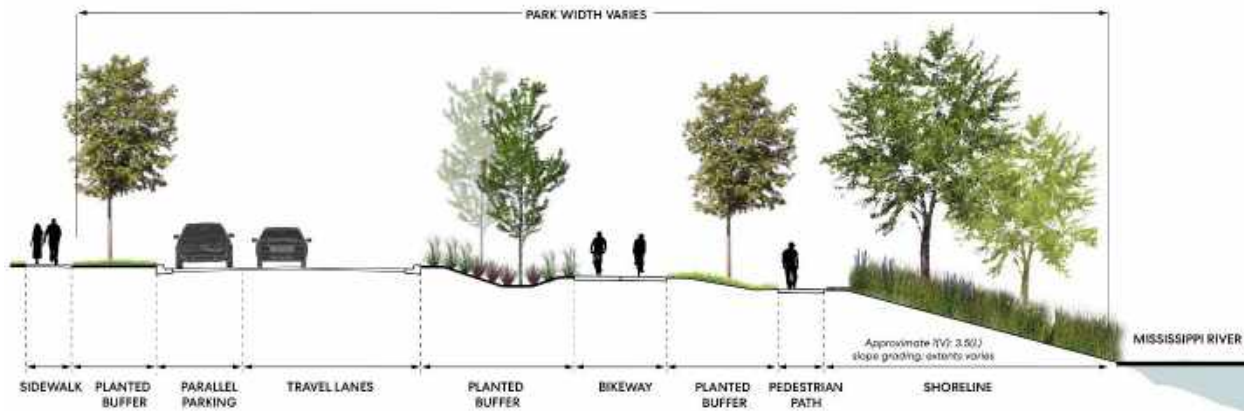 PARK WIDTH VARIES
Approximate 1(V): 3.5(L)
slope grading; extents varies
MISSISSIPPI RIVER
SIDEWALK
PLANTED
BUFFER
PARALLEL
PARKING
TRAVEL LANES
PLANTED
BUFFER
BIKEWAY
PLANTED
BUFFER
PEDESTRIAN
PATH
SHORELINE